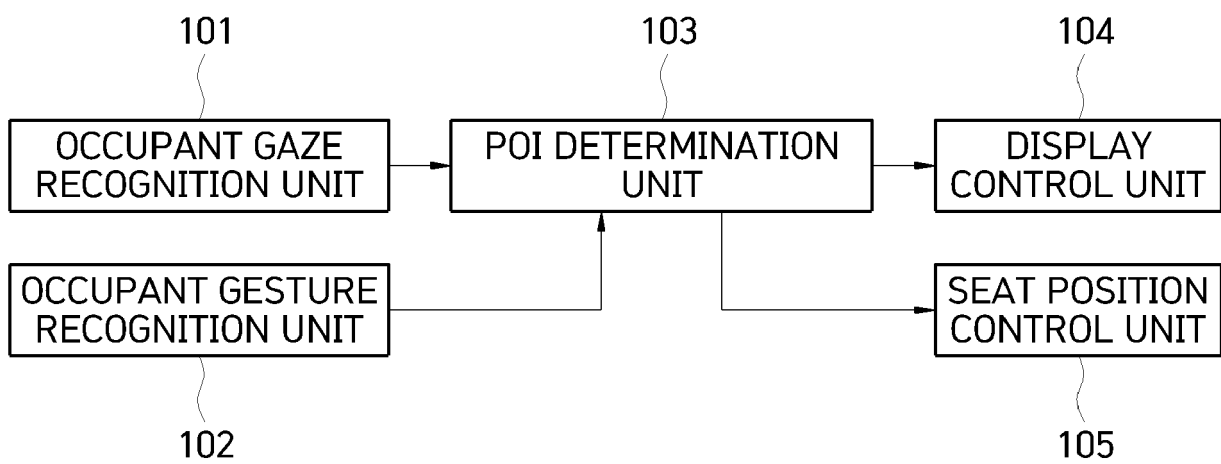 101
103
104
OCCUPANT GAZE
RECOGNITION UNIT
POI DETERMINATION
UNIT
DISPLAY
CONTROL UNIT
OCCUPANT GESTURE
RECOGNITION UNIT
SEAT POSITION
CONTROL UNIT
102
105